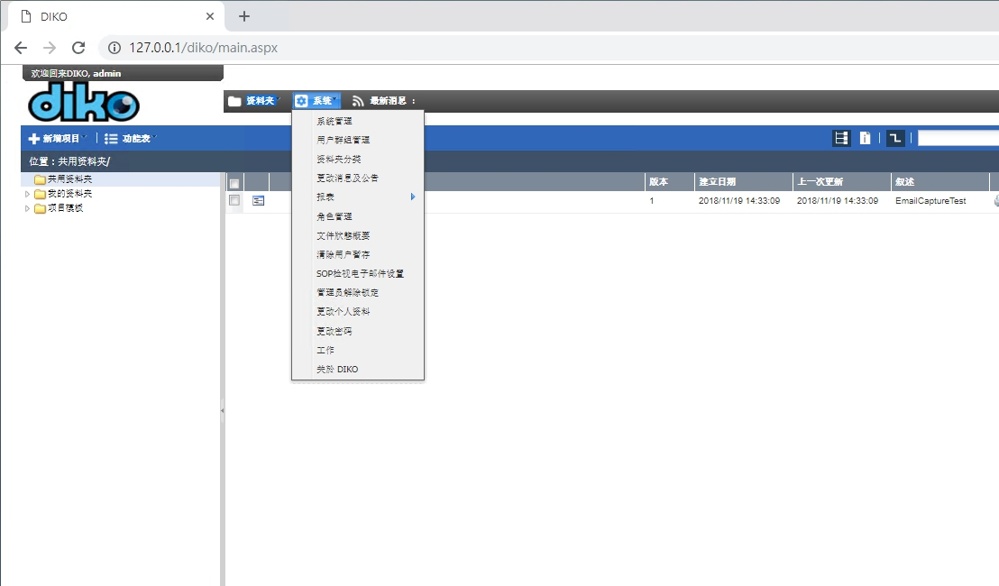 DIKO
127.0.0.1/diko/main.aspx
欢迎回来DIKO, admin
diko
资料夹 系统 最新消息 :
新增项目 功能表
位置 : 共用资料夹/
共用资料夹
我的资料夹
项目模板
系统管理
用户群组管理
资料夹分类
更改消息及公告
报表
角色管理
文件狀態概要
清除用户暂存
SOP检视电子邮件设置
管理员解除锁定
更改个人资料
更改密码
工作
关於 DIKO
版本 建立日期 上一次更新 叙述
1 2018/11/19 14:33:09 2018/11/19 14:33:09 EmailCaptureTest